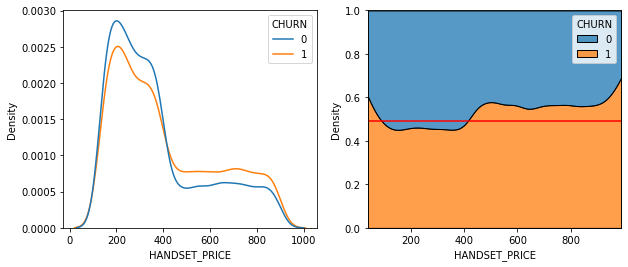 CHURN
0
1
0.0030
0.0025
0.0020
0.0015
0.0010
0.0005
0.0000
Density
0 200 400 600 800 1000
HANDSET_PRICE
CHURN
0
1
1.0
0.8
0.6
0.4
0.2
0.0
Density
200 400 600 800
HANDSET_PRICE